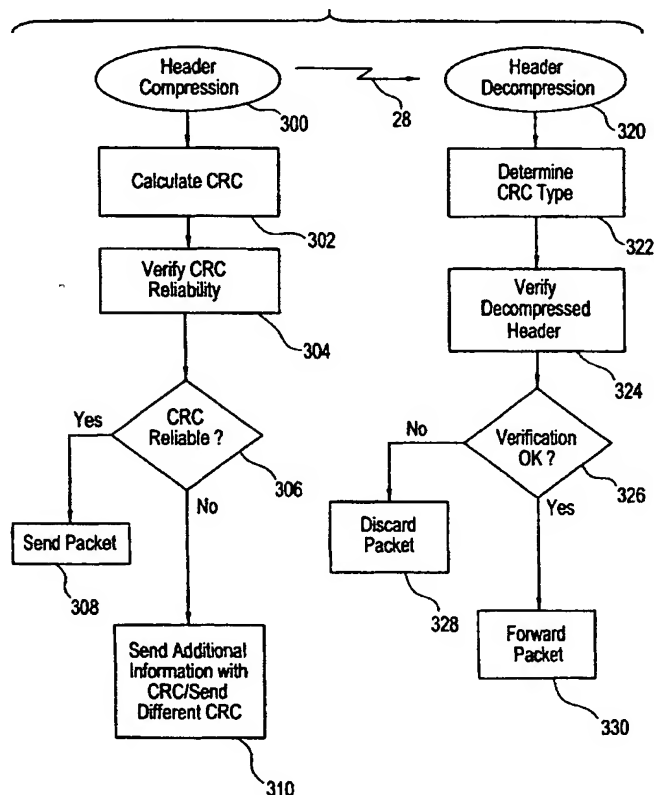 Header
Compression
300
28
Header
Decompression
320
Calculate CRC
302
Determine
CRC Type
322
Verify CRC
Reliability
304
Verify
Decompressed
Header
324
Yes
CRC
Reliable ?
306
No
No
Verification
OK ?
326
Yes
Send Packet
308
Discard
Packet
328
Send Additional
Information with
CRC/Send
Different CRC
310
Forward
Packet
330